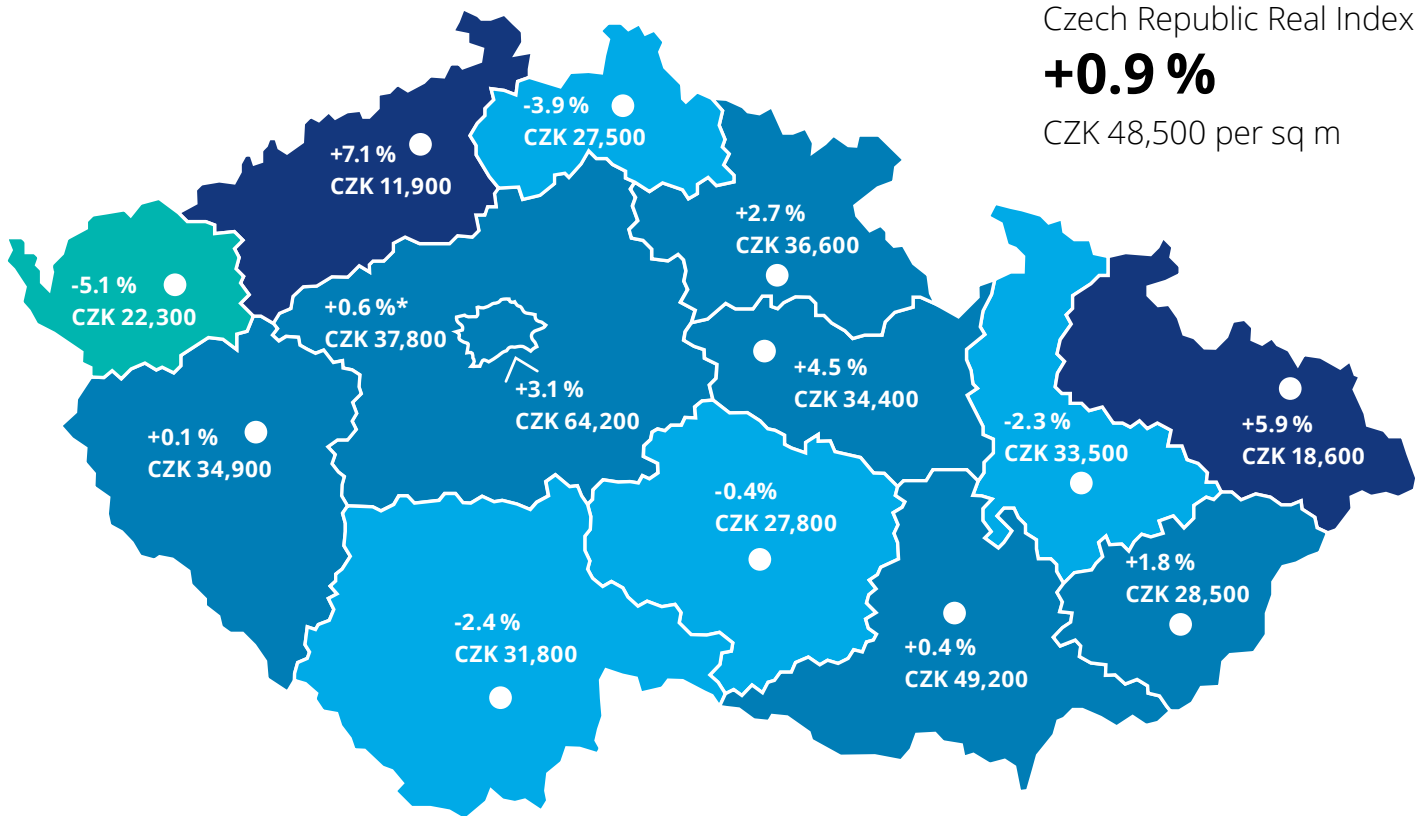 Czech Republic Real Index
+0.9 %
CZK 48,500 per sq m
-3.9 %
CZK 27,500
+7.1 %
CZK 11,900
+2.7 %
CZK 36,600
-5.1 %
CZK 22,300
+0.6 %*
CZK 37,800
+3.1 %
CZK 64,200
+4.5 %
CZK 34,400
+0.1 %
CZK 34,900
-2.3 %
CZK 33,500
+5.9 %
CZK 18,600
-0.4%
CZK 27,800
+1.8 %
CZK 28,500
-2.4 %
CZK 31,800
+0.4 %
CZK 49,200